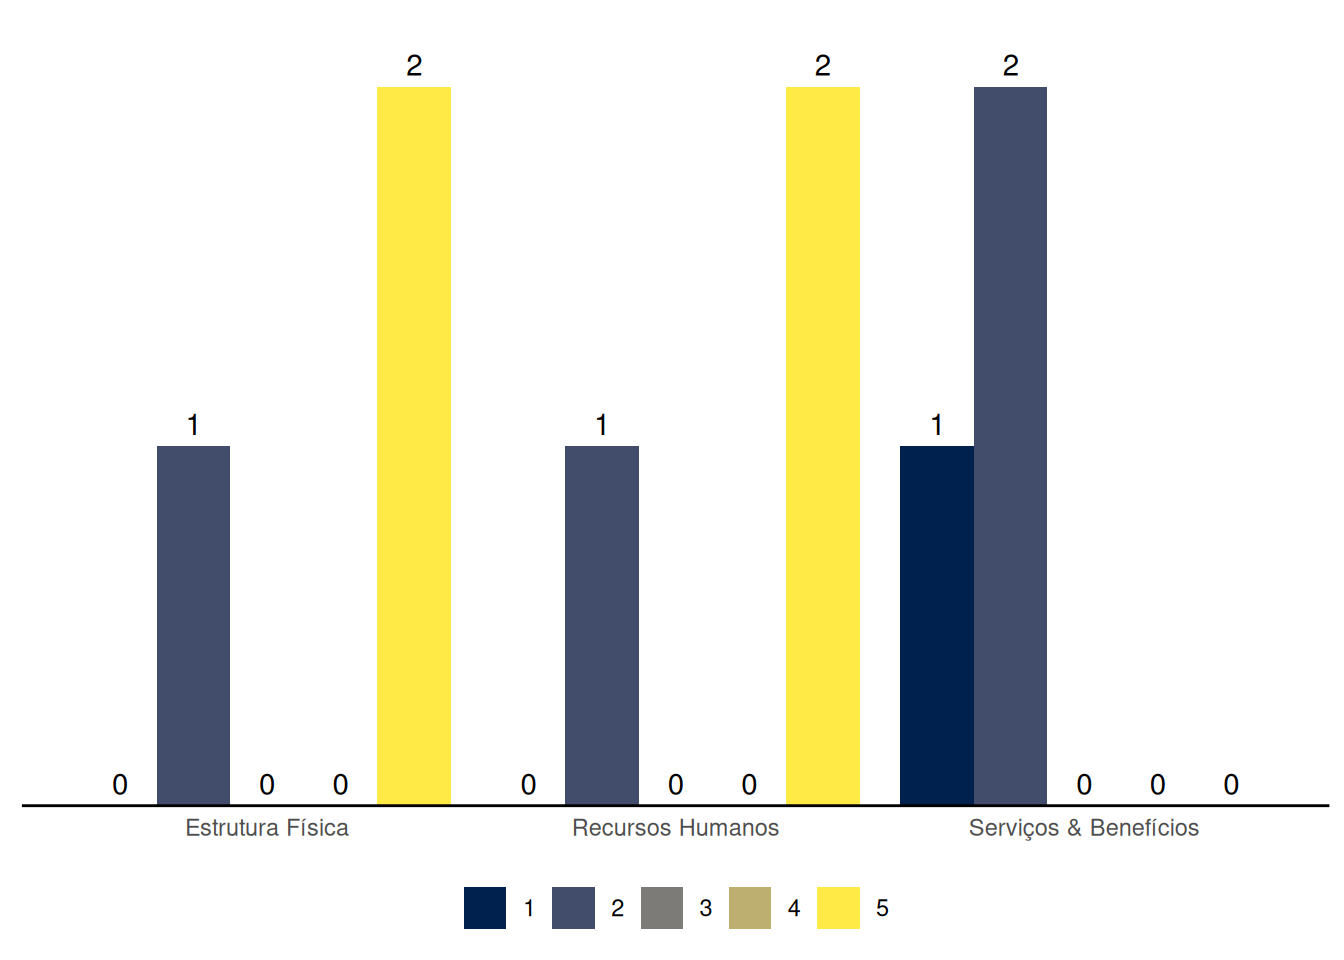 2 2 2
1 1 1
0 0 0 0 0 0 0 0 0
Estrutura Física Recursos Humanos Serviços & Benefícios
1 2 3 4 5